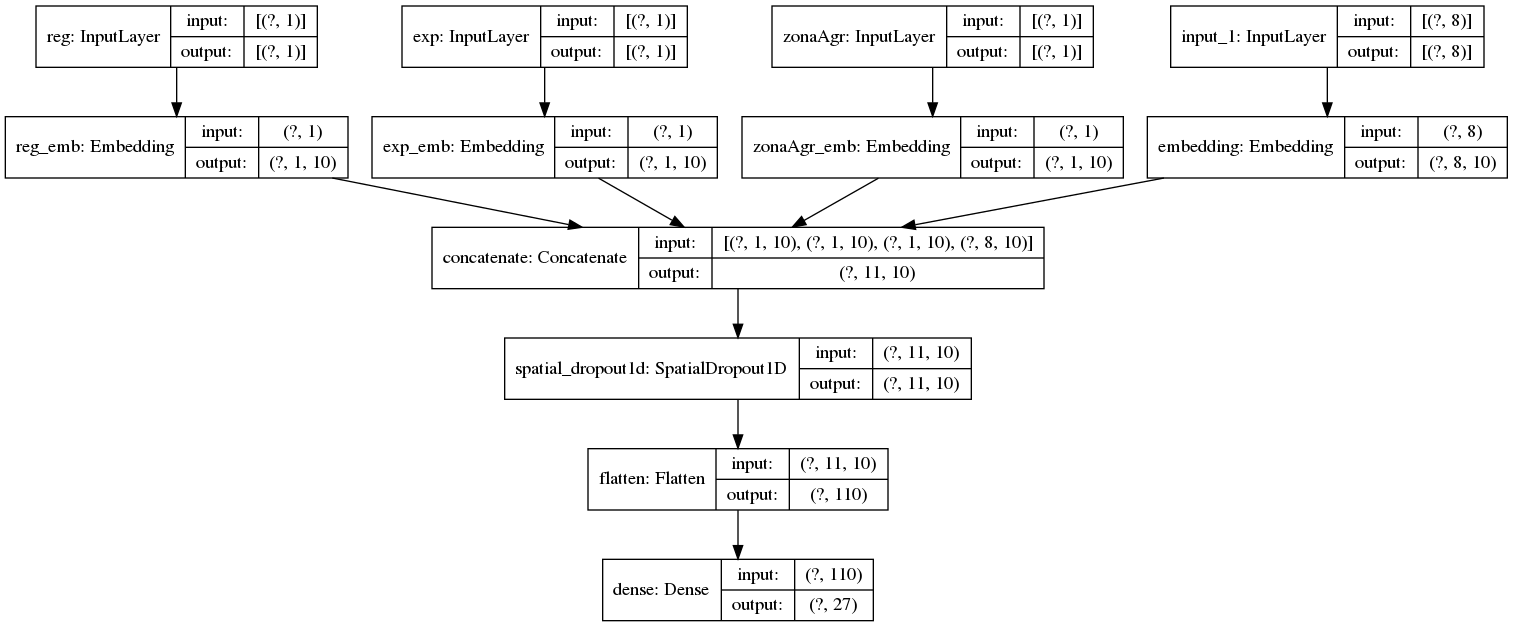 reg: InputLayer input: [(?, 1)] output: [(?, 1)]
exp: InputLayer input: [(?, 1)] output: [(?, 1)]
zonaAgr: InputLayer input: [(?, 1)] output: [(?, 1)]
input_1: InputLayer input: [(?, 8)] output: [(?, 8)]
reg_emb: Embedding input: (?, 1) output: (?, 1, 10)
exp_emb: Embedding input: (?, 1) output: (?, 1, 10)
zonaAgr_emb: Embedding input: (?, 1) output: (?, 1, 10)
embedding: Embedding input: (?, 8) output: (?, 8, 10)
concatenate: Concatenate input: [(?, 1, 10), (?, 1, 10), (?, 1, 10), (?, 8, 10)] output: (?, 11, 10)
spatial_dropout1d: SpatialDropout1D input: (?, 11, 10) output: (?, 11, 10)
flatten: Flatten input: (?, 11, 10) output: (?, 110)
dense: Dense input: (?, 110) output: (?, 27)